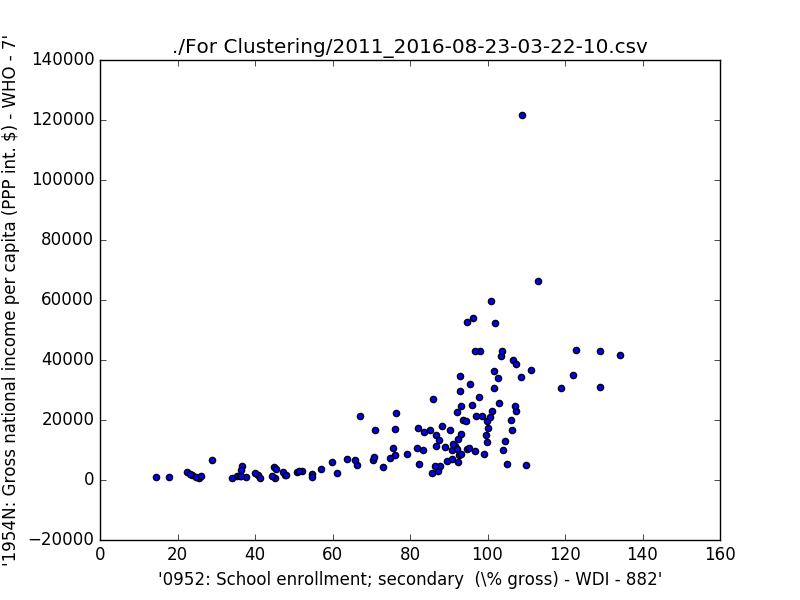 ./For Clustering/2011_2016-08-23-03-22-10.csv
'1954N: Gross national income per capita (PPP int. $) - WHO - 7'
140000
120000
100000
80000
60000
40000
20000
0
−20000
0 20 40 60 80 100 120 140 160
'0952: School enrollment; secondary  (\% gross) - WDI - 882'